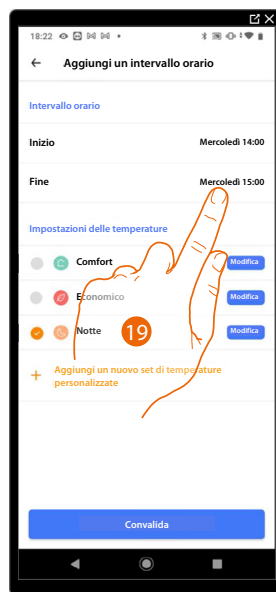 18:22
Aggiungi un intervallo orario
Intervallo orario
Inizio Mercoledì 14:00
Fine Mercoledì 15:00
Impostazioni delle temperature
Comfort Modifica
Economico Modifica
Notte 19 Modifica
+ Aggiungi un nuovo set di temperature
personalizzate
Convalida